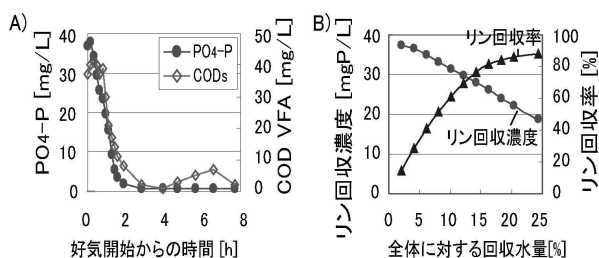 A)
PO4-P [mg/L]
40
30
20
10
0
PO4-P
CODs
50
40
30
20
10
0
COD VFA [mg/L]
0 2 4 6 8
好気開始からの時間 [h]
B)
リン回収濃度 [mgP/L]
40
30
20
10
0
リン回収率
リン回収濃度
100
80
60
40
20
0
リン回収率 [%]
0 5 10 15 20 25
全体に対する回収水量[%]